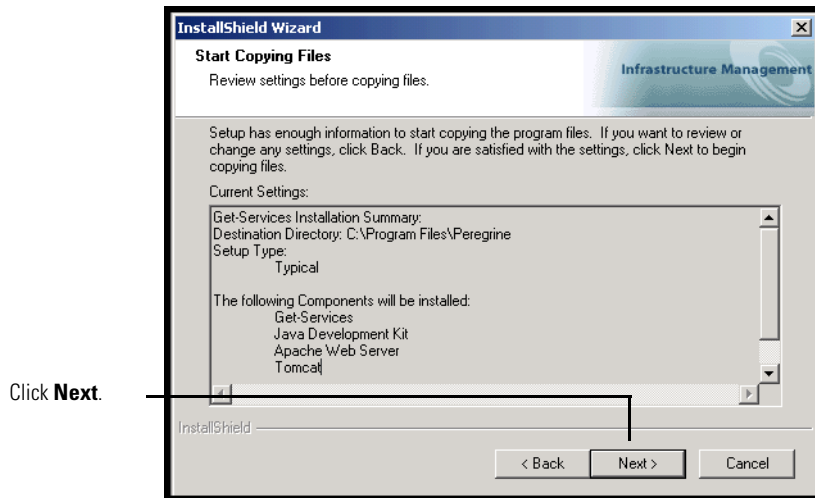 InstallShield Wizard
Start Copying Files
Review settings before copying files.
Infrastructure Management
Setup has enough information to start copying the program files. If you want to review or
change any settings, click Back. If you are satisfied with the settings, click Next to begin
copying files.
Current Settings:
Get-Services Installation Summary:
Destination Directory: C:\Program Files\Peregrine
Setup Type:
Typical
The following Components will be installed:
Get-Services
Java Development Kit
Apache Web Server
Tomcat
Click Next.
InstallShield
< Back
Next >
Cancel